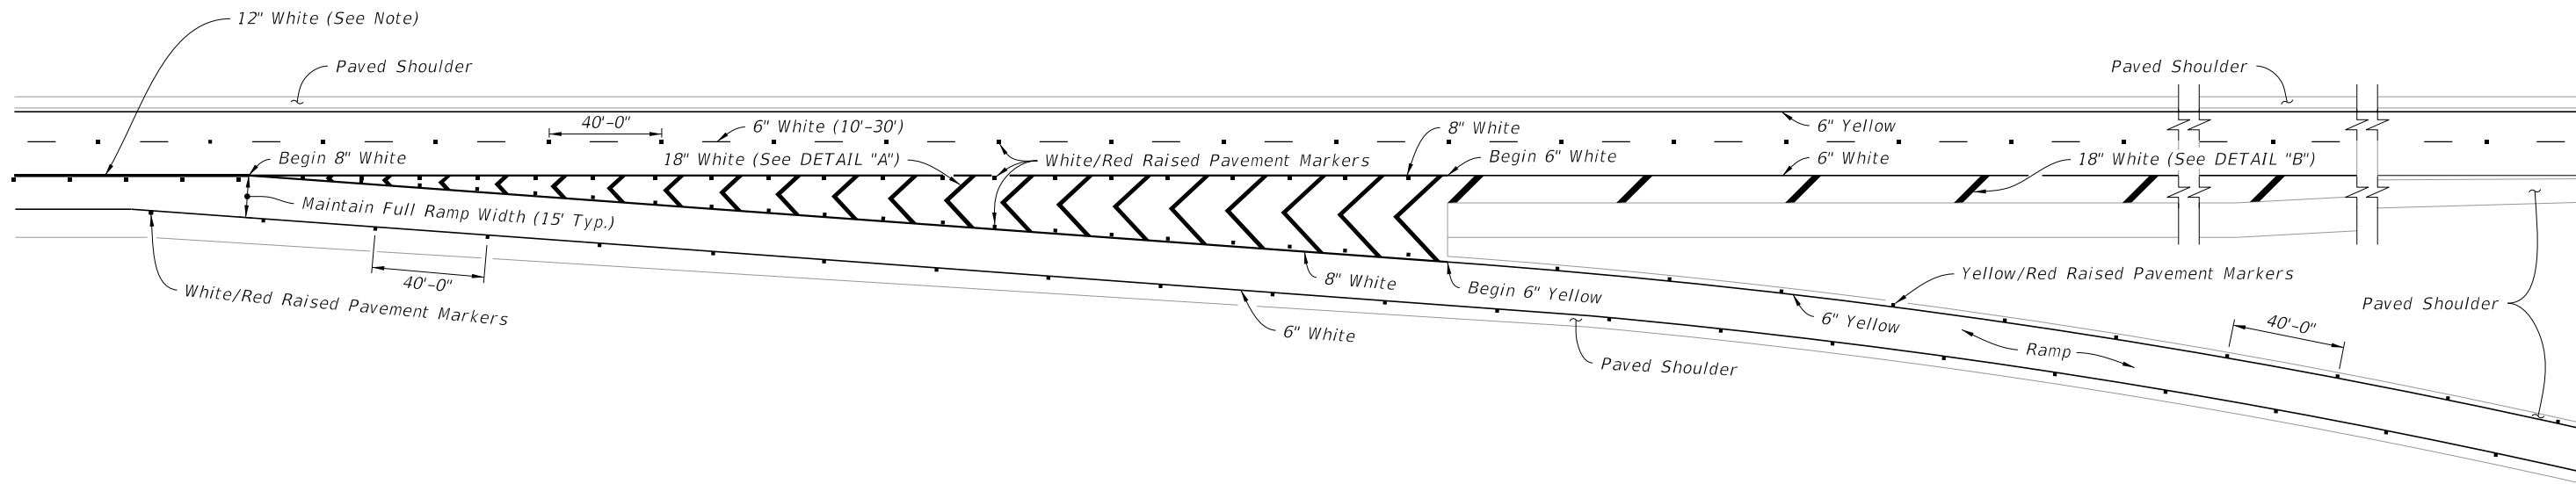 12" White (See Note)
Paved Shoulder
Paved Shoulder
40'-0"
6" White (10'-30')
8" White
6" Yellow
Begin 8" White
18" White (See DETAIL "A")
White/Red Raised Pavement Markers
Begin 6" White
6" White
18" White (See DETAIL "B")
Maintain Full Ramp Width (15' Typ.)
40'-0"
White/Red Raised Pavement Markers
8" White
Begin 6" Yellow
Yellow/Red Raised Pavement Markers
Paved Shoulder
6" White
6" Yellow
40'-0"
Ramp
Paved Shoulder